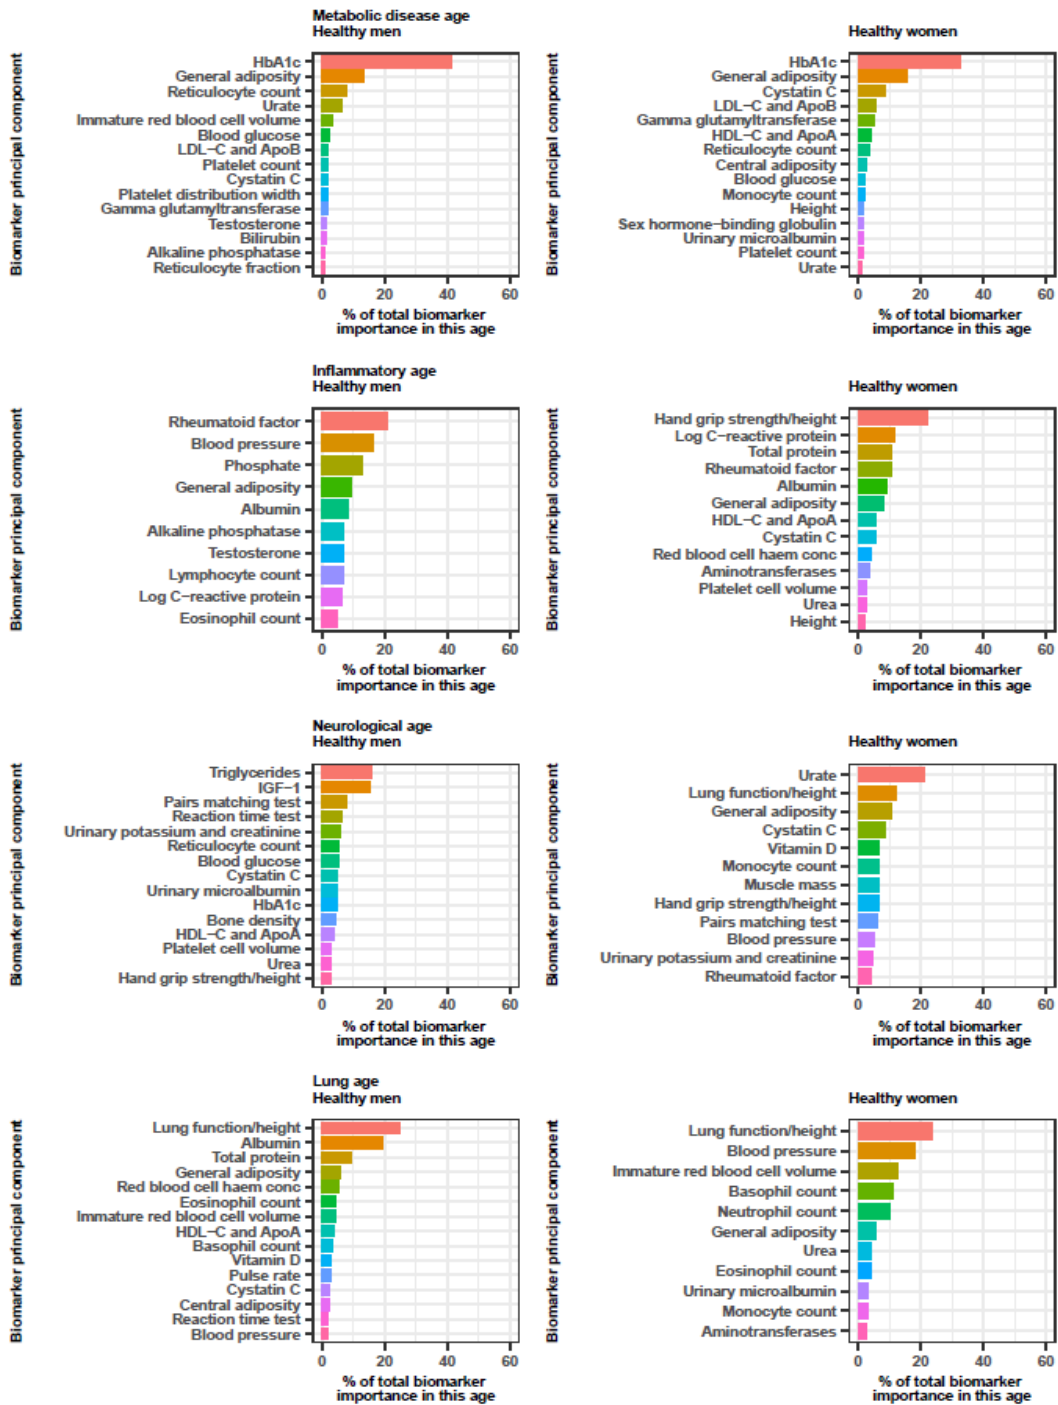 Metabolic disease age
Healthy men
Biomarker principal component
HbA1c
General adiposity
Reticulocyte count
Urate
Immature red blood cell volume
Blood glucose
LDL−C and ApoB
Platelet count
Cystatin C
Platelet distribution width
Gamma glutamyltransferase
Testosterone
Bilirubin
Alkaline phosphatase
Reticulocyte fraction
0 20 40 60
% of total biomarker
importance in this age
Healthy women
Biomarker principal component
HbA1c
General adiposity
Cystatin C
LDL−C and ApoB
Gamma glutamyltransferase
HDL−C and ApoA
Reticulocyte count
Central adiposity
Blood glucose
Monocyte count
Height
Sex hormone−binding globulin
Urinary microalbumin
Platelet count
Urate
0 20 40 60
% of total biomarker
importance in this age
Inflammatory age
Healthy men
Biomarker principal component
Rheumatoid factor
Blood pressure
Phosphate
General adiposity
Albumin
Alkaline phosphatase
Testosterone
Lymphocyte count
Log C−reactive protein
Eosinophil count
0 20 40 60
% of total biomarker
importance in this age
Healthy women
Biomarker principal component
Hand grip strength/height
Log C−reactive protein
Total protein
Rheumatoid factor
Albumin
General adiposity
HDL−C and ApoA
Cystatin C
Red blood cell haem conc
Aminotransferases
Platelet cell volume
Urea
Height
0 20 40 60
% of total biomarker
importance in this age
Neurological age
Healthy men
Biomarker principal component
Triglycerides
IGF−1
Pairs matching test
Reaction time test
Urinary potassium and creatinine
Reticulocyte count
Blood glucose
Cystatin C
Urinary microalbumin
HbA1c
Bone density
HDL−C and ApoA
Platelet cell volume
Urea
Hand grip strength/height
0 20 40 60
% of total biomarker
importance in this age
Healthy women
Biomarker principal component
Urate
Lung function/height
General adiposity
Cystatin C
Vitamin D
Monocyte count
Muscle mass
Hand grip strength/height
Pairs matching test
Blood pressure
Urinary potassium and creatinine
Rheumatoid factor
0 20 40 60
% of total biomarker
importance in this age
Lung age
Healthy men
Biomarker principal component
Lung function/height
Albumin
Total protein
General adiposity
Red blood cell haem conc
Eosinophil count
Immature red blood cell volume
HDL−C and ApoA
Basophil count
Vitamin D
Pulse rate
Cystatin C
Central adiposity
Reaction time test
Blood pressure
0 20 40 60
% of total biomarker
importance in this age
Healthy women
Biomarker principal component
Lung function/height
Blood pressure
Immature red blood cell volume
Basophil count
Neutrophil count
General adiposity
Urea
Eosinophil count
Urinary microalbumin
Monocyte count
Aminotransferases
0 20 40 60
% of total biomarker
importance in this age